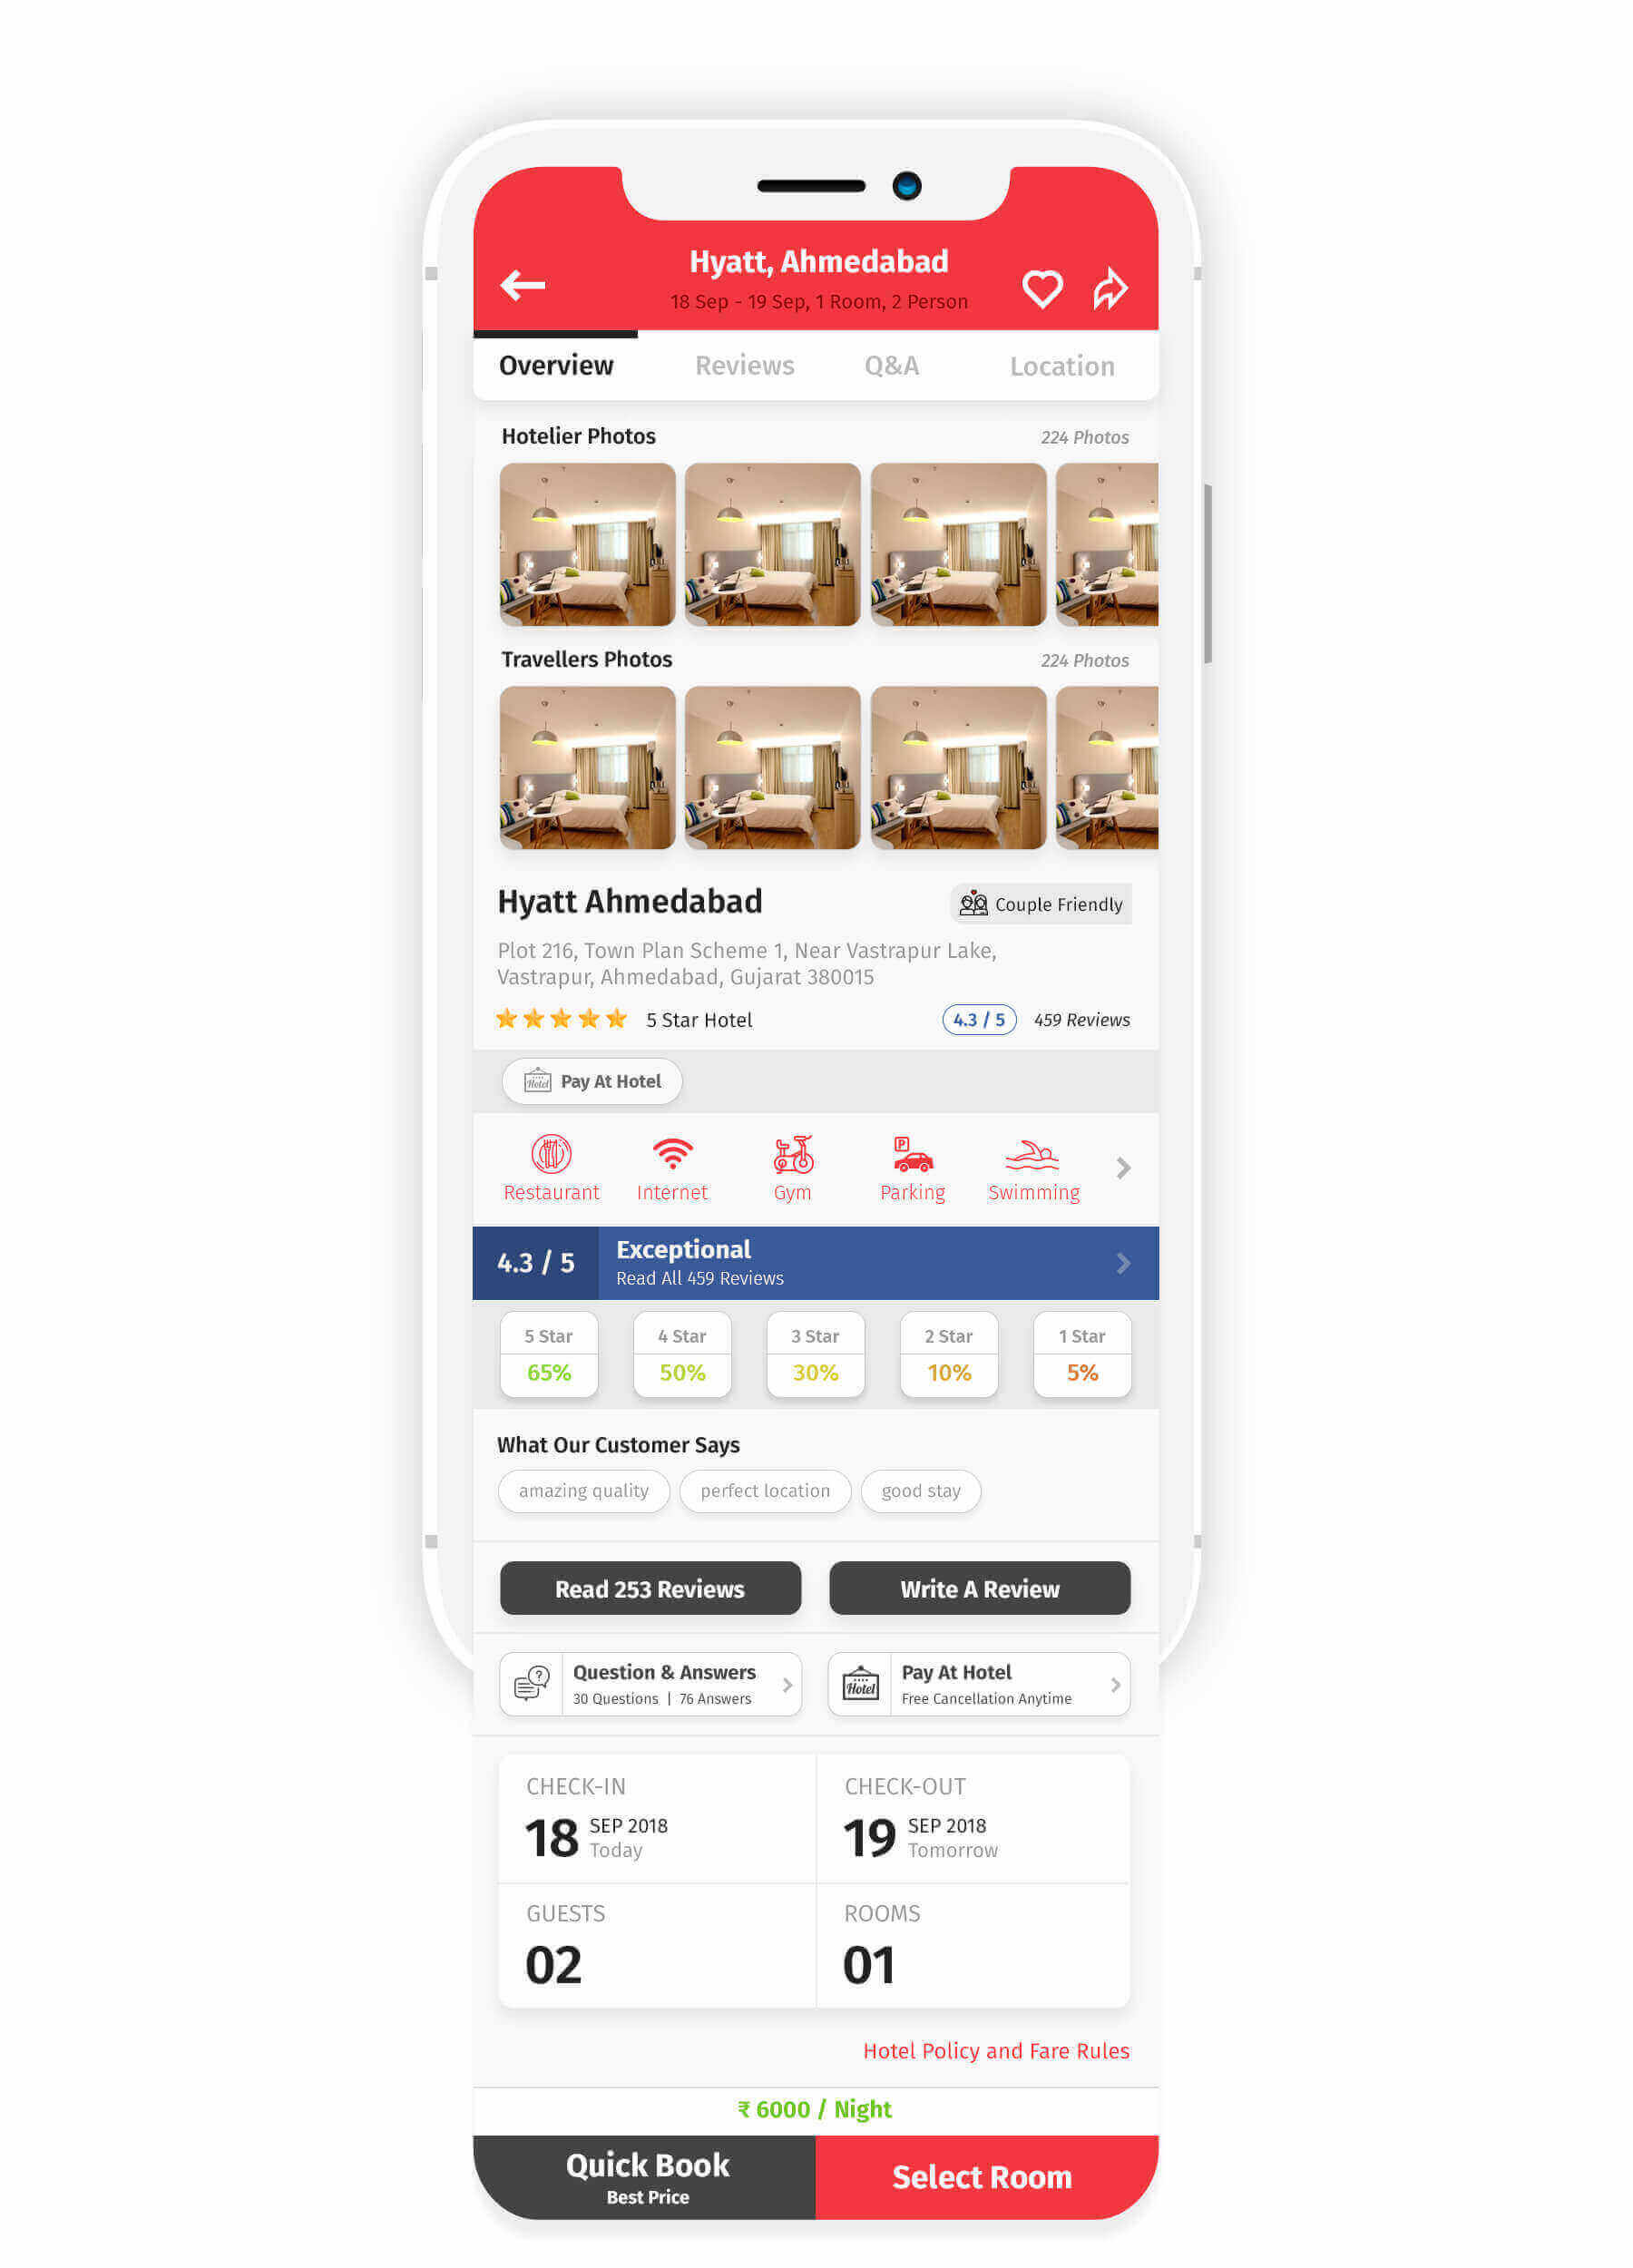 Hyatt, Ahmedabad
18 Sep - 19 Sep, 1 Room, 2 Person
Overview Reviews Q&A Location
Hotelier Photos 224 Photos
Travellers Photos 224 Photos
Hyatt Ahmedabad Couple Friendly
Plot 216, Town Plan Scheme 1, Near Vastrapur Lake,
Vastrapur, Ahmedabad, Gujarat 380015
5 Star Hotel 4.3 / 5 459 Reviews
Hotel Pay At Hotel
P
Restaurant Internet Gym Parking Swimming
4.3 / 5 Exceptional
Read All 459 Reviews
5 Star 4 Star 3 Star 2 Star 1 Star
65% 50% 30% 10% 5%
What Our Customer Says
amazing quality perfect location good stay
Read 253 Reviews Write A Review
Question & Answers
30 Questions | 76 Answers
Hotel Pay At Hotel
Free Cancellation Anytime
CHECK-IN CHECK-OUT
18 SEP 2018 Today
19 SEP 2018 Tomorrow
GUESTS ROOMS
02 01
Hotel Policy and Fare Rules
₹ 6000 / Night
Quick Book
Best Price
Select Room